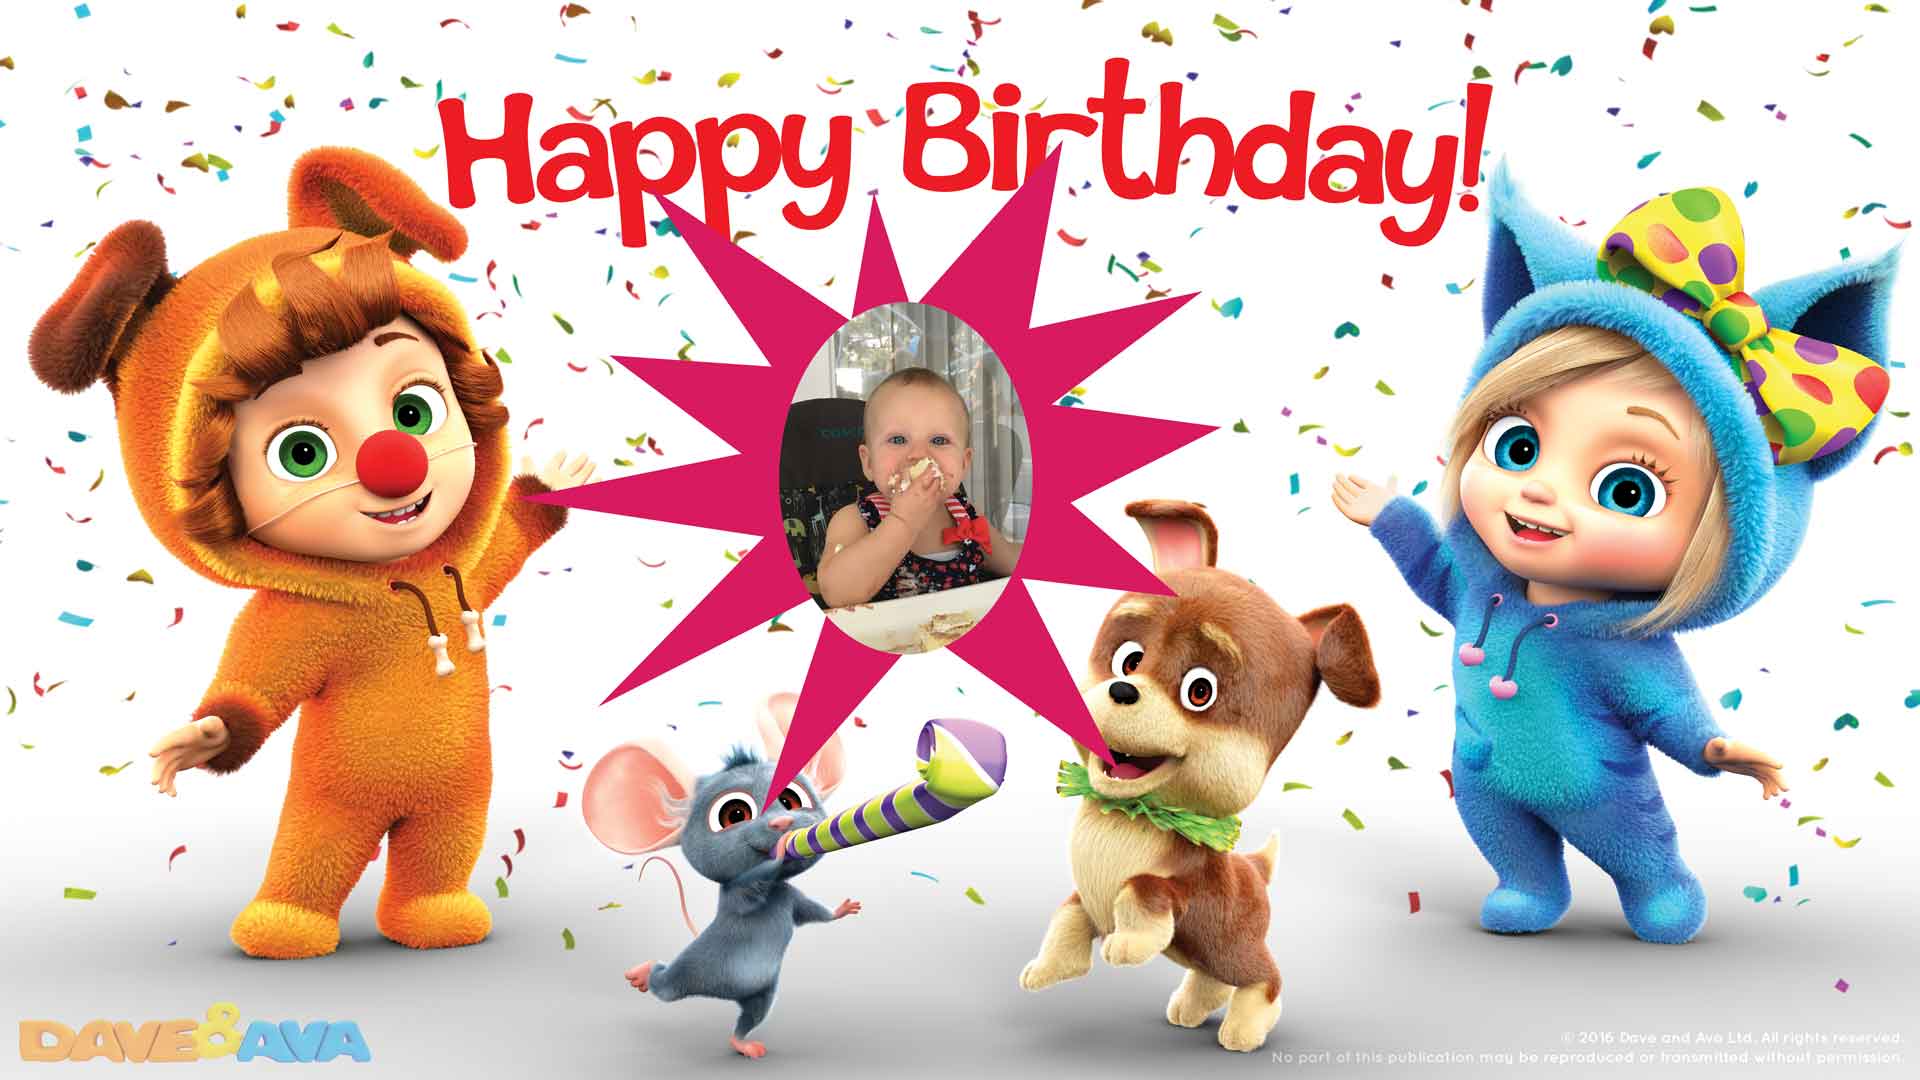 Happy Birthday!
DAVE & AVA
© 2016 Dave and Ava Ltd. All rights reserved.
No part of this publication may be reproduced or transmitted without permission.